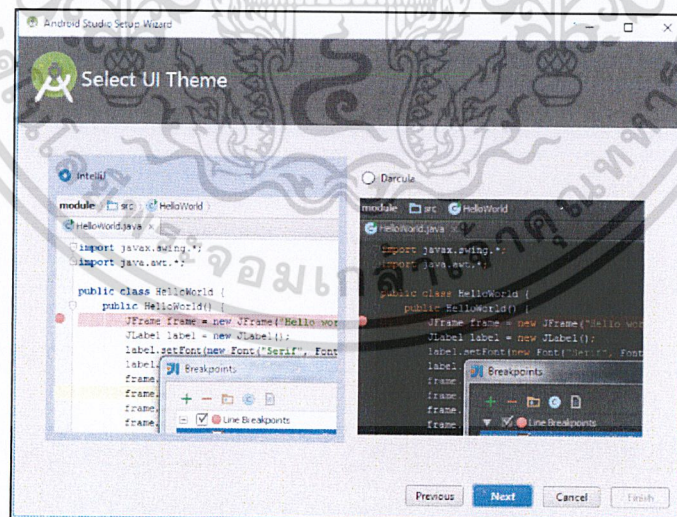 Android Studio Setup Wizard
Select UI Theme
IntelliJ
module src HelloWorld
HelloWorld.java ×
import javax.swing.*;
import java.awt.*;
public class HelloWorld {
public HelloWorld() {
JFrame frame = new JFrame("Hello wor
JLabel label = new JLabel();
label.setFont(new Font("Serif", Font
label.
frame.
frame.
frame.
frame.
Breakpoints
Line Breakpoints
Darcula
module src HelloWorld
HelloWorld.java ×
import javax.swing.*;
import java.awt.*;
public class HelloWorld {
public HelloWorld() {
JFrame frame = new JFrame("Hello wor
JLabel label = new JLabel();
label.setFont(new Font("Serif", Font
label.
frame.
frame.
frame.
frame.
Breakpoints
Line Breakpoints
Previous Next Cancel Finish